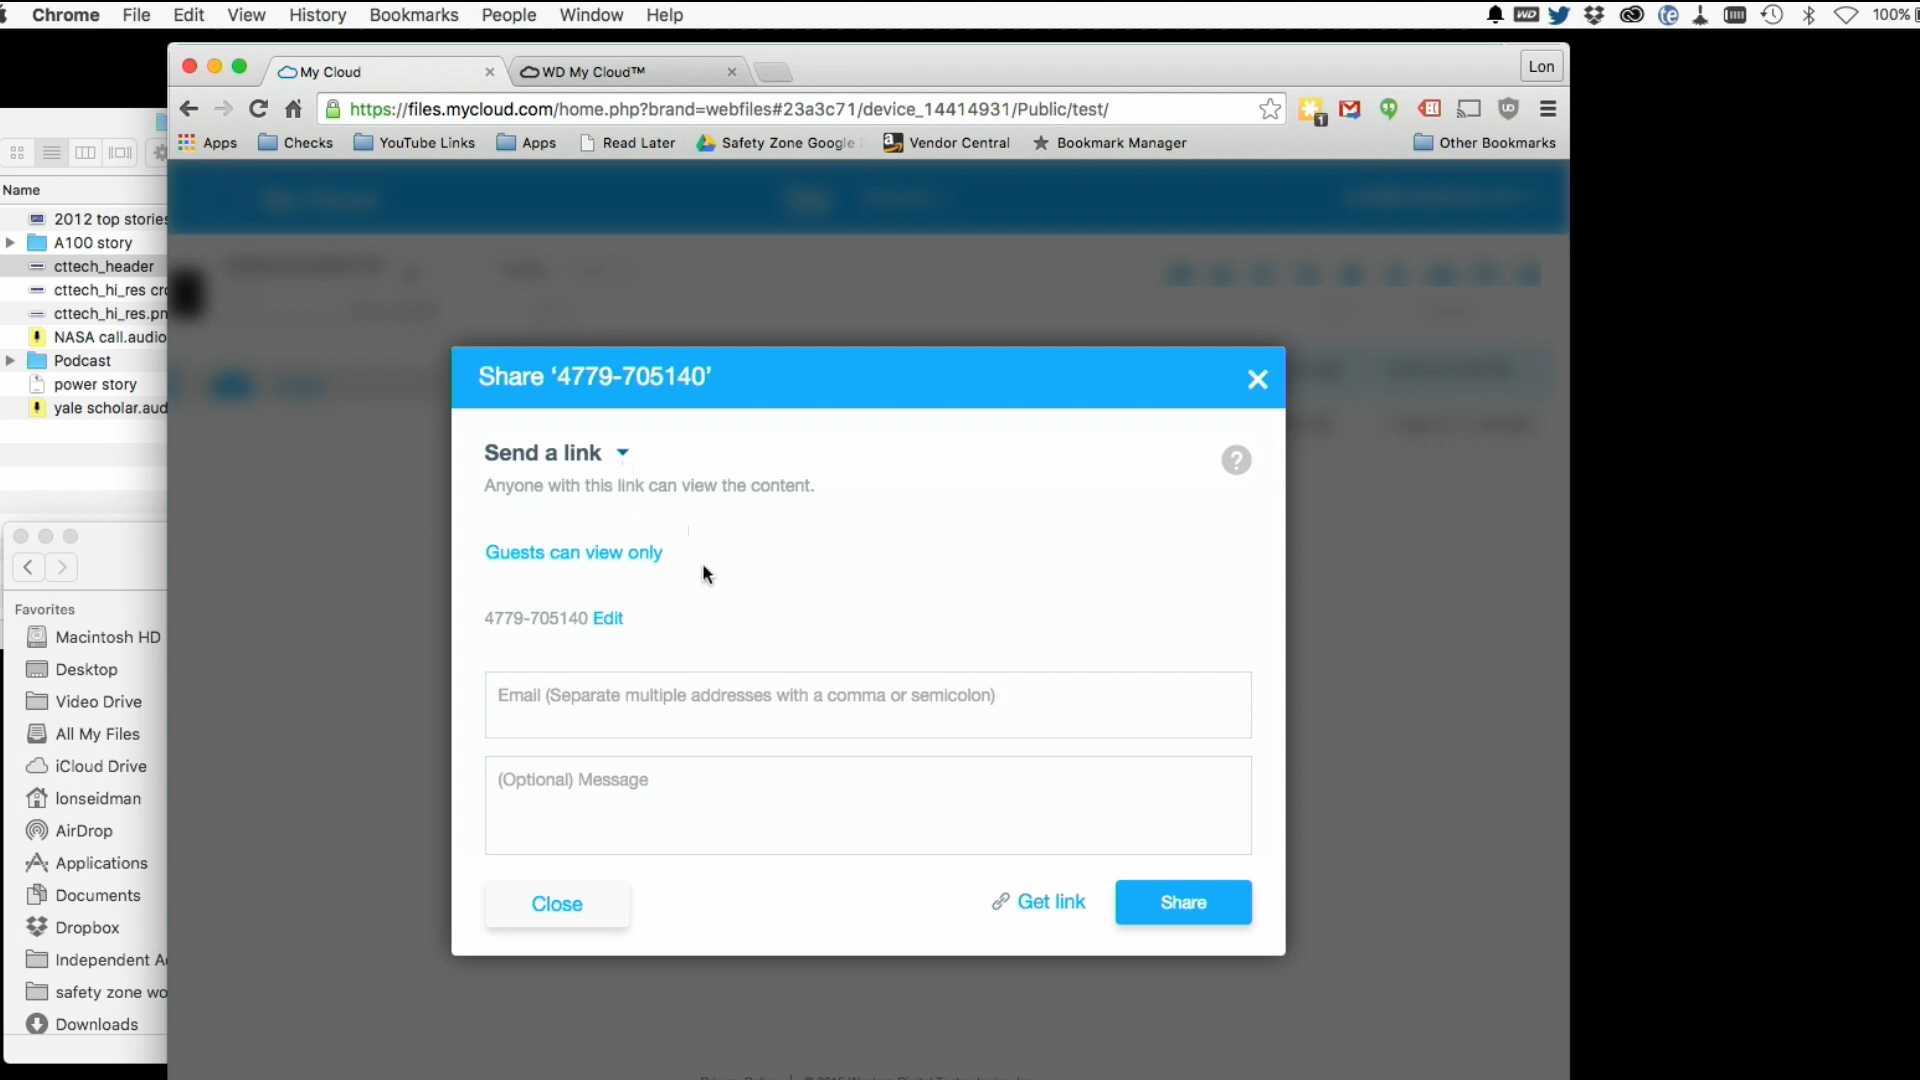 Chrome File Edit View History Bookmarks People Window Help
WD
100%
My Cloud
WD My Cloud™
Lon
https://files.mycloud.com/home.php?brand=webfiles#23a3c71/device_14414931/Public/test/
1
Apps Checks YouTube Links Apps Read Later Safety Zone Google Vendor Central Bookmark Manager Other Bookmarks
Name
2012 top stories
A100 story
cttech_header
cttech_hi_res
cttech_hi_res.pn
NASA call.audio
Podcast
power story
yale scholar.aud
Favorites
Macintosh HD
Desktop
Video Drive
All My Files
iCloud Drive
lonseidman
AirDrop
Applications
Documents
Dropbox
Independent
safety zone wo
Downloads
Share ‘4779-705140’
Send a link
?
Anyone with this link can view the content.
Guests can view only
4779-705140 Edit
Email (Separate multiple addresses with a comma or semicolon)
(Optional) Message
Close
Get link
Share